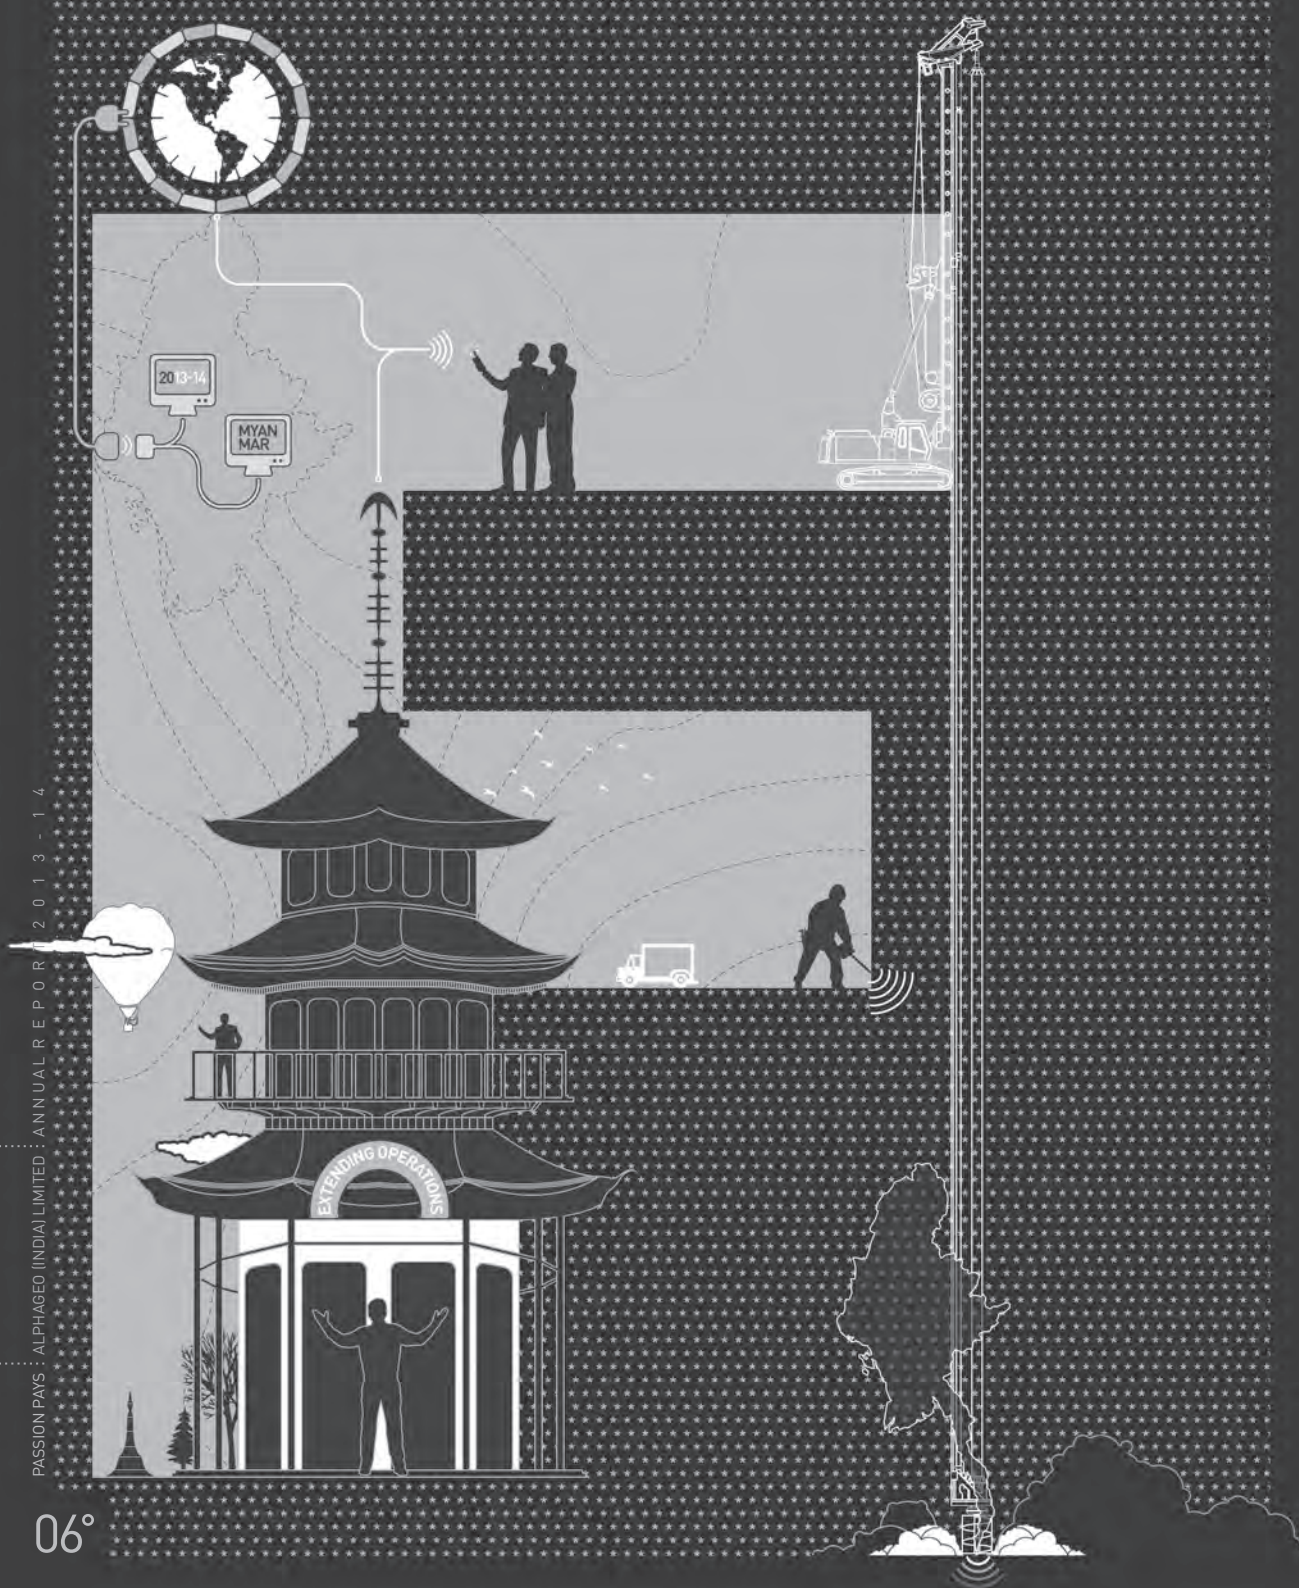 2013-14
MYAN
MAR
EXTENDING OPERATIONS
PASSION PAYS : ALPHAGEO (INDIA) LIMITED : ANNUAL REPORT 2013-14
06°